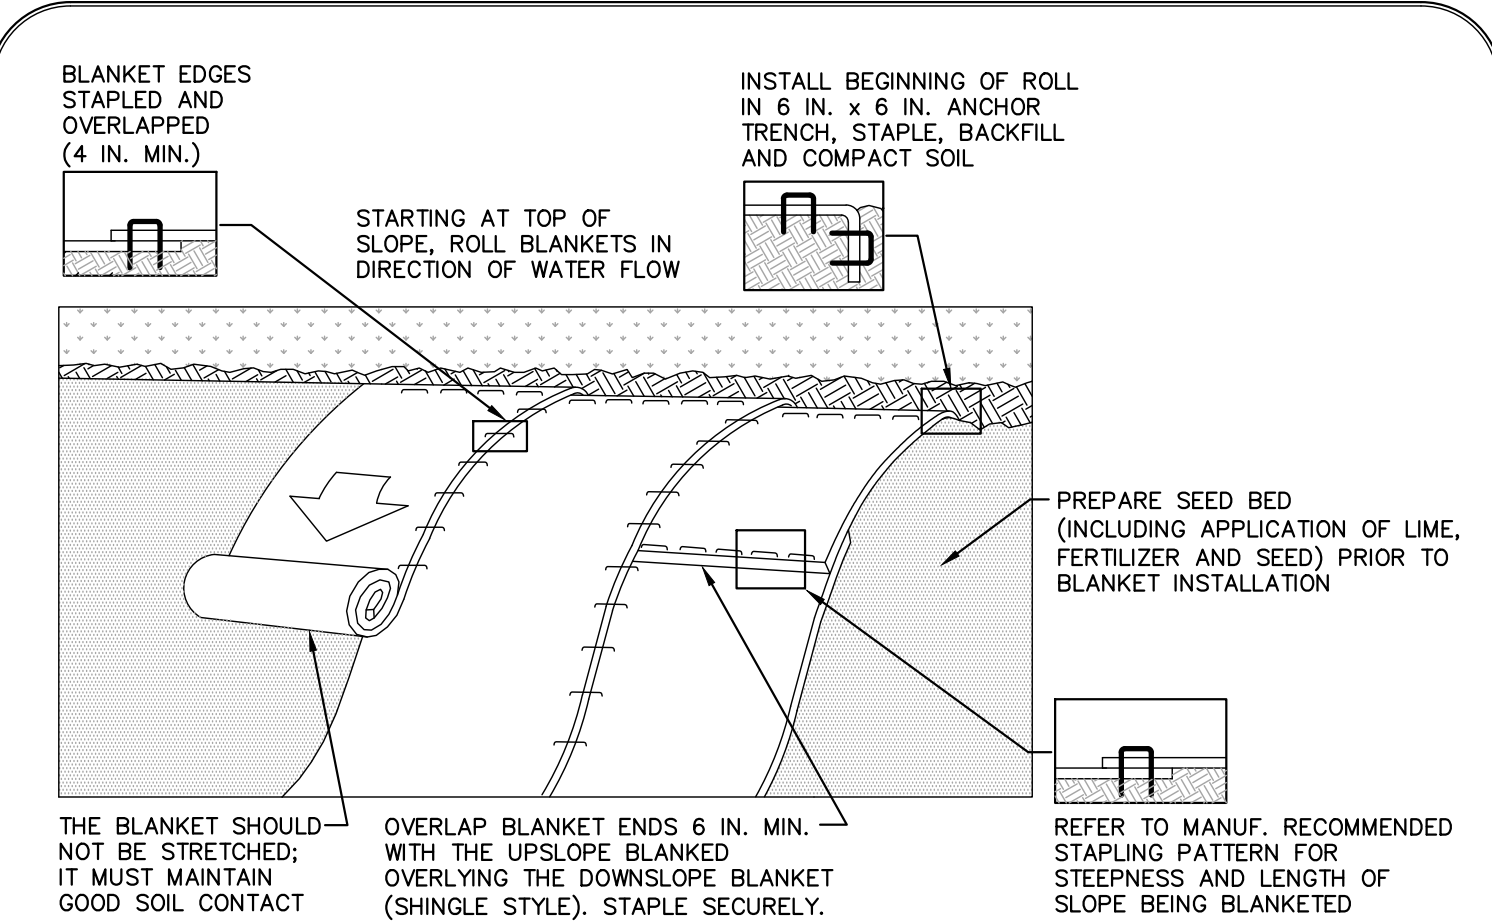 BLANKET EDGES
STAPLED AND
OVERLAPPED
(4 IN. MIN.)
INSTALL BEGINNING OF ROLL
IN 6 IN. x 6 IN. ANCHOR
TRENCH, STAPLE, BACKFILL
AND COMPACT SOIL
STARTING AT TOP OF
SLOPE, ROLL BLANKETS IN
DIRECTION OF WATER FLOW
PREPARE SEED BED
(INCLUDING APPLICATION OF LIME,
FERTILIZER AND SEED) PRIOR TO
BLANKET INSTALLATION
THE BLANKET SHOULD
NOT BE STRETCHED;
IT MUST MAINTAIN
GOOD SOIL CONTACT
OVERLAP BLANKET ENDS 6 IN. MIN.
WITH THE UPSLOPE BLANKED
OVERLYING THE DOWNSLOPE BLANKET
(SHINGLE STYLE). STAPLE SECURELY.
REFER TO MANUF. RECOMMENDED
STAPLING PATTERN FOR
STEEPNESS AND LENGTH OF
SLOPE BEING BLANKETED